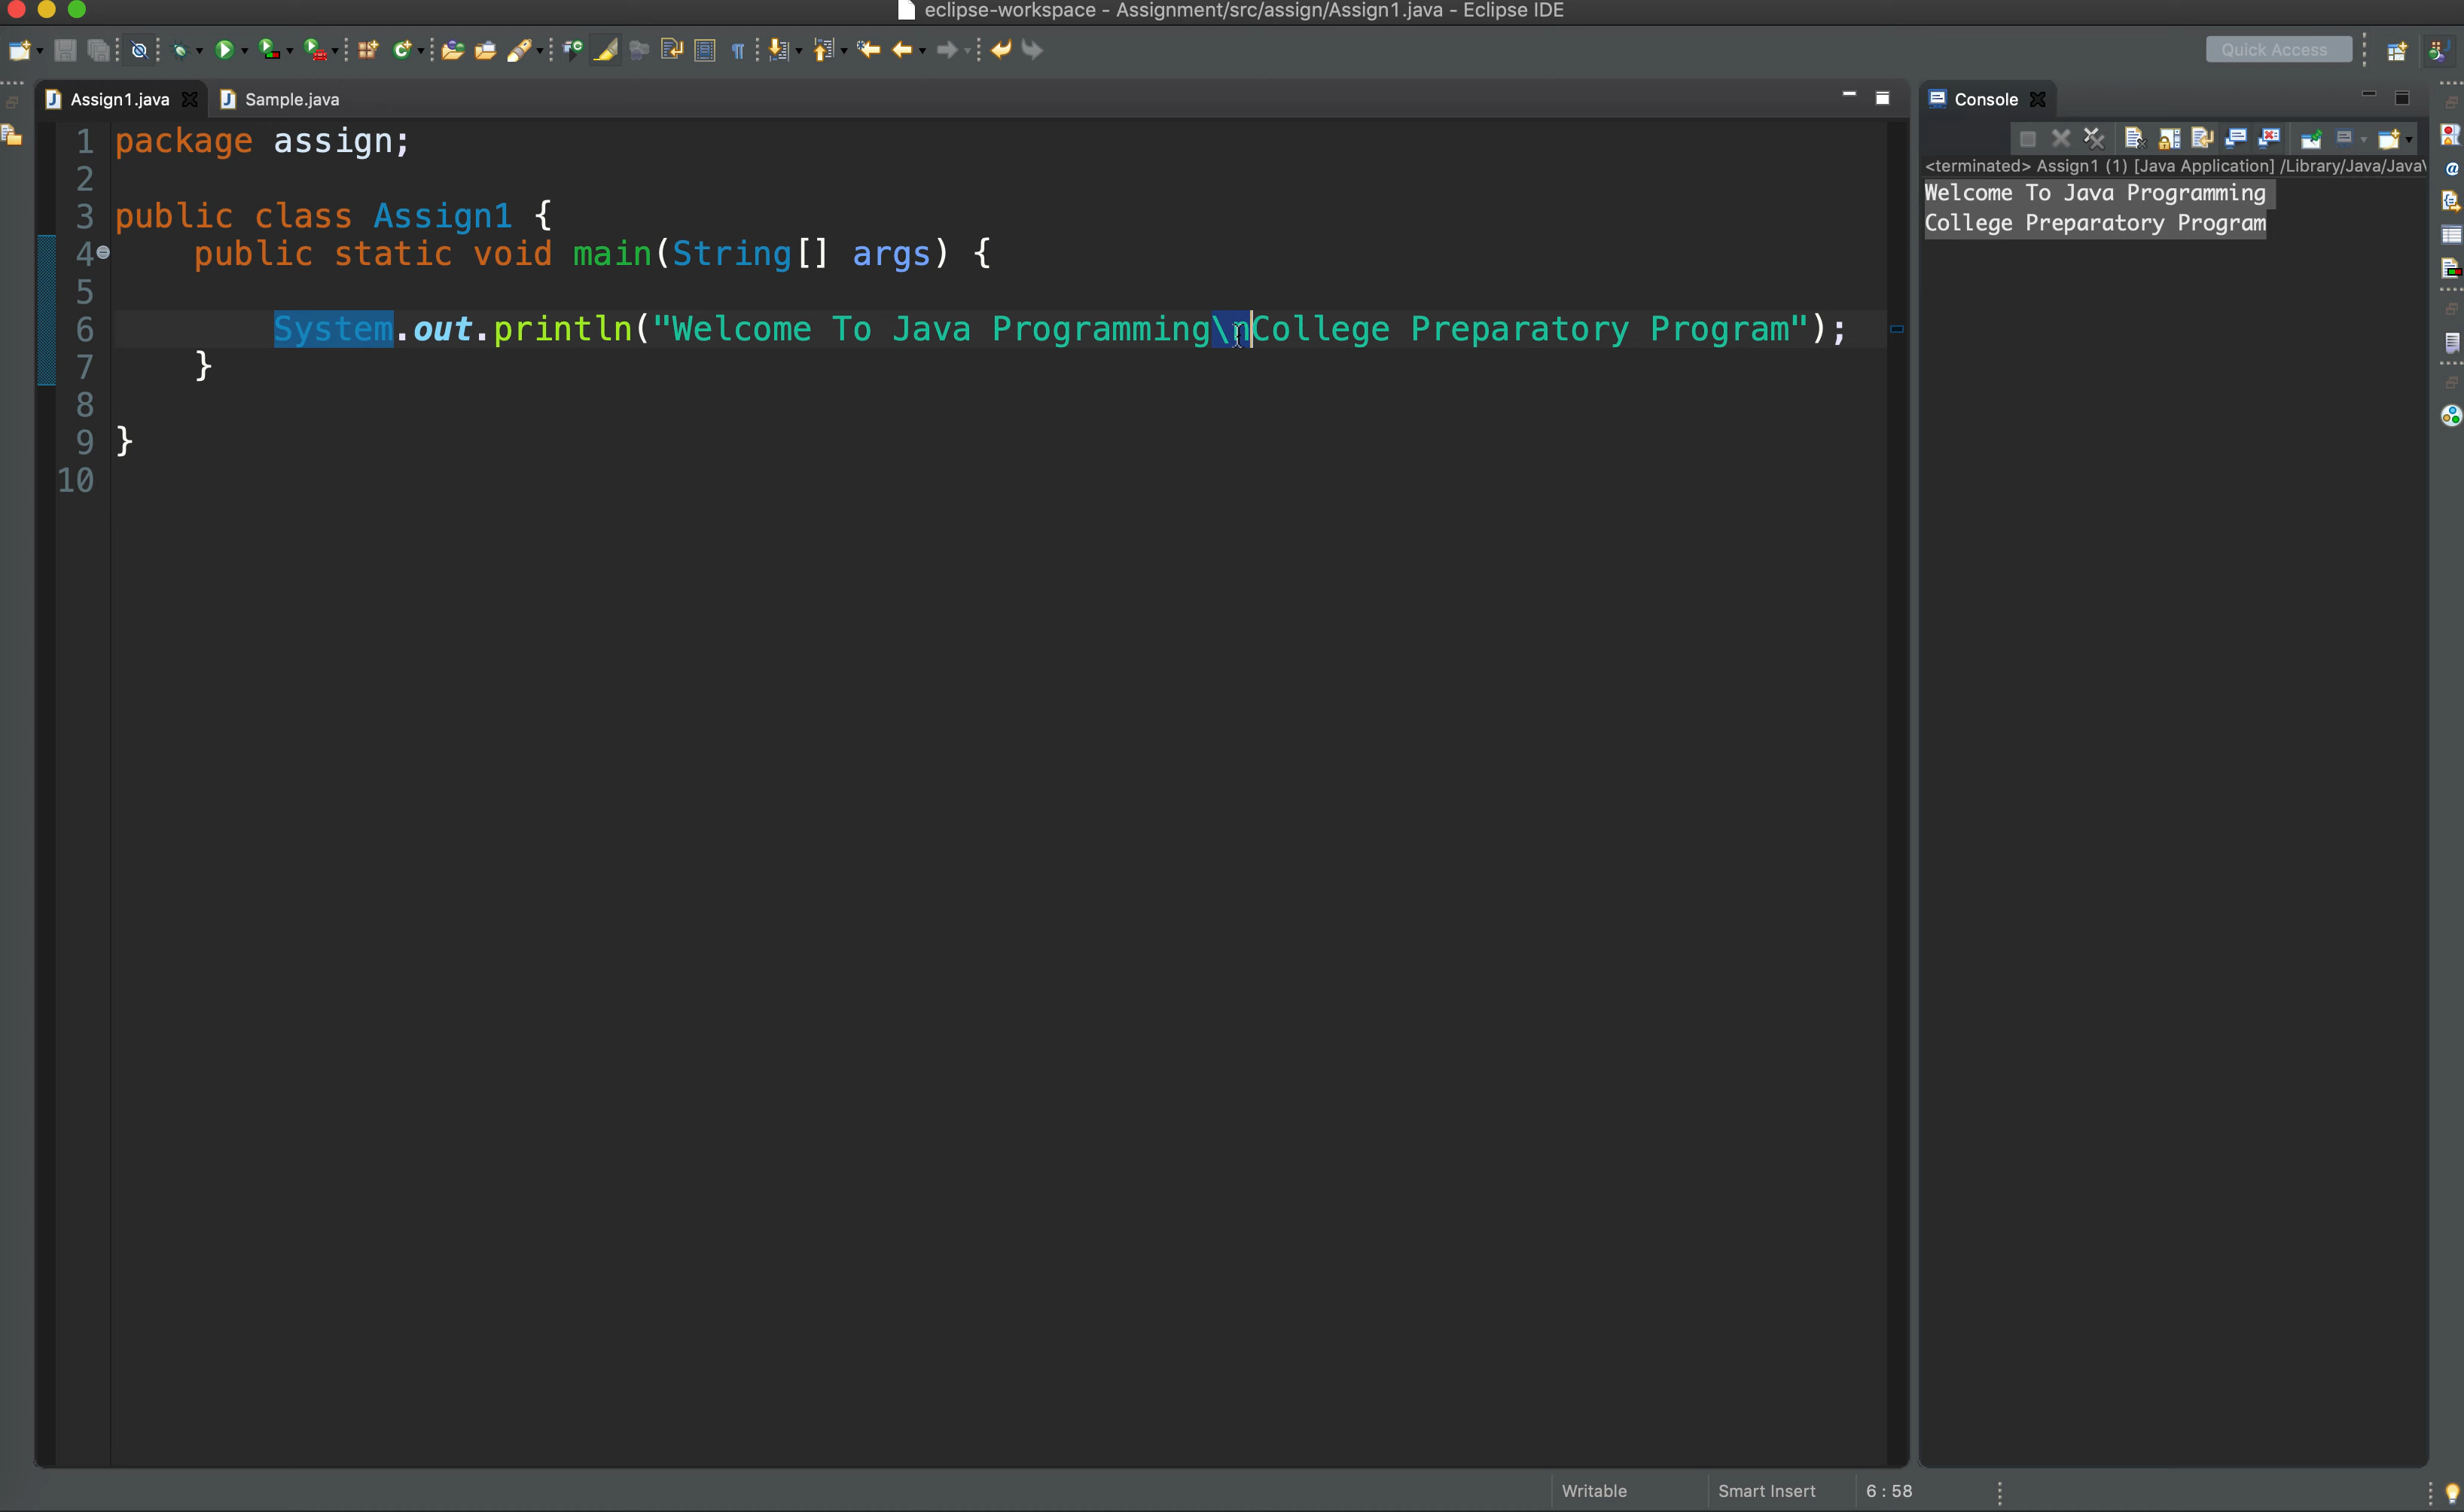 eclipse-workspace - Assignment/src/assign/Assign1.java - Eclipse IDE
Quick Access
Assign1.java
Sample.java
Console
<terminated> Assign1 (1) [Java Application] /Library/Java/Java
Welcome To Java Programming
College Preparatory Program
1 package assign;
2
3 public class Assign1 {
4 public static void main(String[] args) {
5
6 System.out.println("Welcome To Java Programming\nCollege Preparatory Program");
7 }
8
9 }
10
Writable
Smart Insert
6 : 58